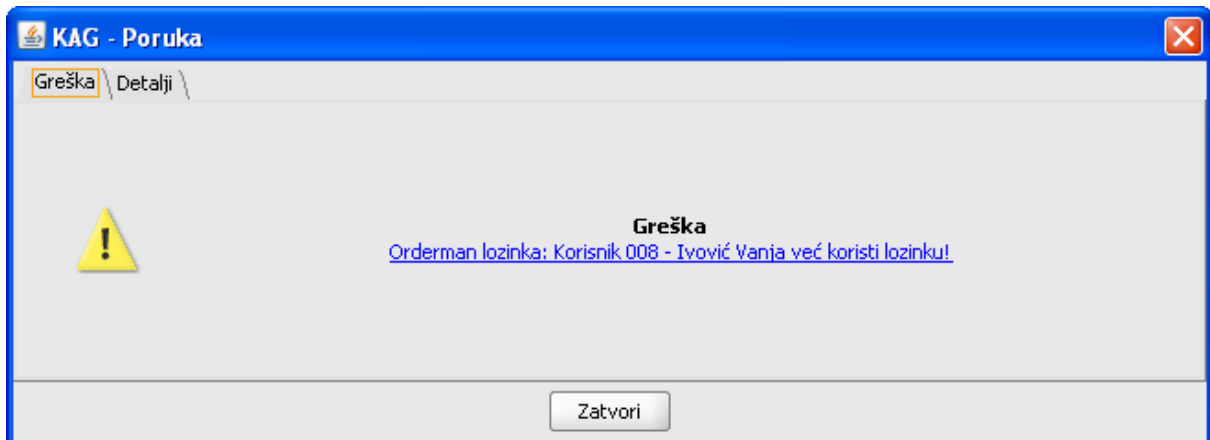 KAG - Poruka
Greška Detalji
Greška
Orderman lozinka: Korisnik 008 - Ivović Vanja već koristi lozinku!
Zatvori